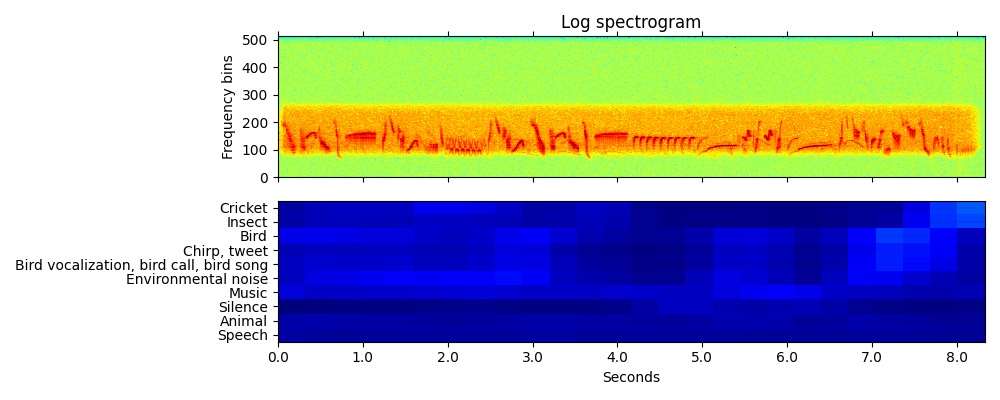 Log spectrogram
Frequency bins
500
400
300
200
100
0
Cricket
Insect
Bird
Chirp, tweet
Bird vocalization, bird call, bird song
Environmental noise
Music
Silence
Animal
Speech
0.0 1.0 2.0 3.0 4.0 5.0 6.0 7.0 8.0
Seconds